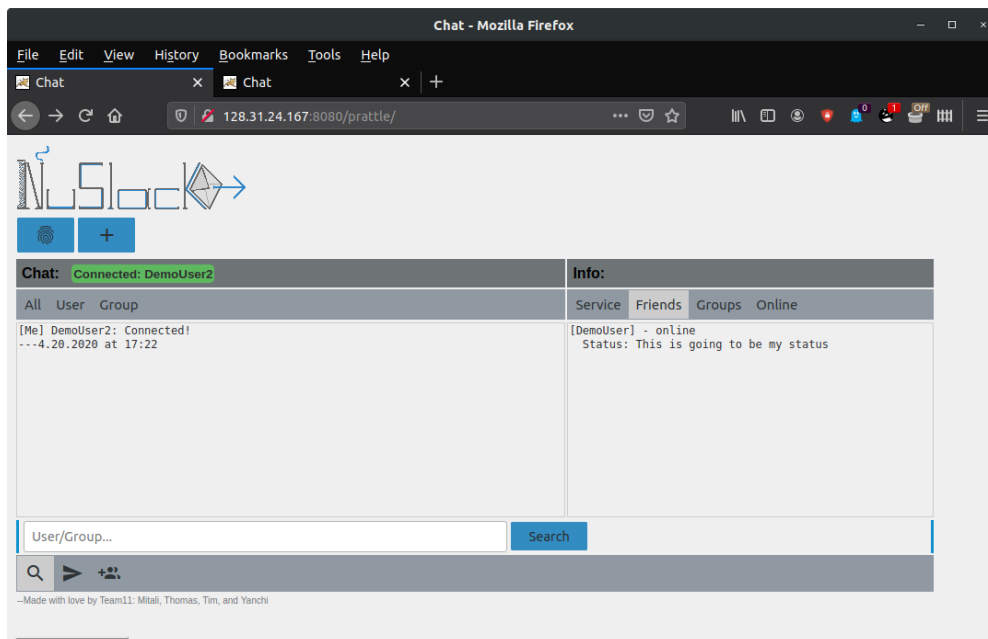 Chat - Mozilla Firefox
File Edit View History Bookmarks Tools Help
Chat
Chat
128.31.24.167:8080/prattle/
0
1
Off
NuSlack
+
Chat: Connected: DemoUser2
Info:
All User Group
Service Friends Groups Online
[Me] DemoUser2: Connected!
---4.20.2020 at 17:22
[DemoUser] - online
Status: This is going to be my status
User/Group...
Search
--Made with love by Team11: Mitali, Thomas, Tim, and Yanchi